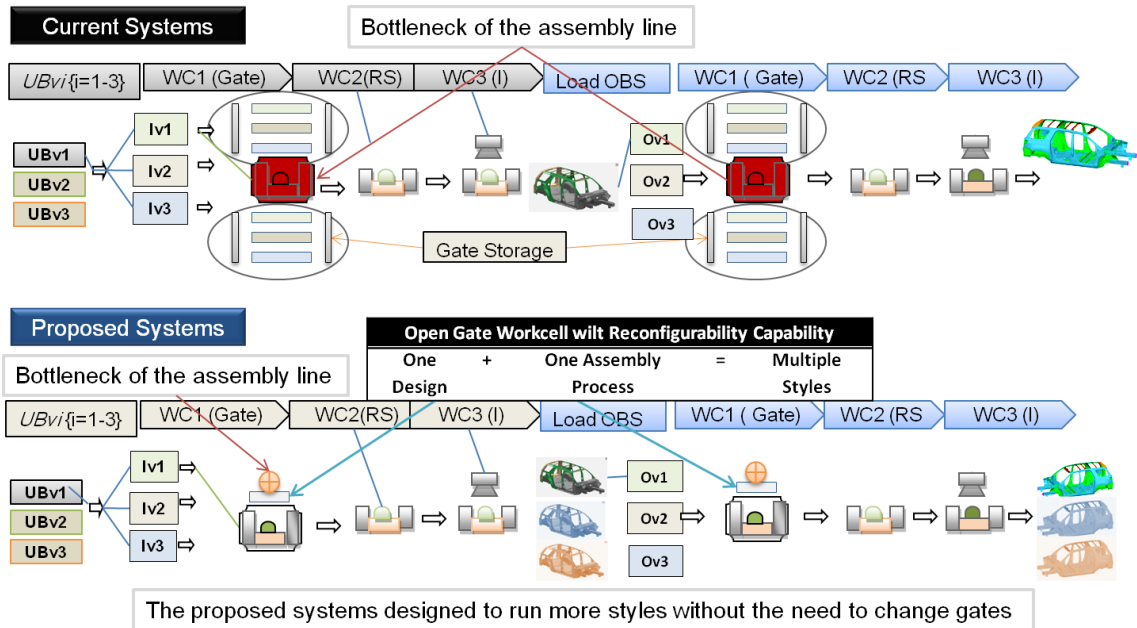 Current Systems
Bottleneck of the assembly line
UBvi{i=1-3}
WC1 (Gate)
WC2(RS)
WC3 (I)
Load OBS
WC1 ( Gate)
WC2 (RS
WC3 (I)
UBv1
UBv2
UBv3
Iv1
Iv2
Iv3
Ov1
Ov2
Ov3
Gate Storage
Proposed Systems
Open Gate Workcell wilt Reconfigurability Capability
One + One Assembly = Multiple
Design Process Styles
Bottleneck of the assembly line
UBvi{i=1-3}
WC1 (Gate)
WC2(RS)
WC3 (I)
Load OBS
WC1 ( Gate)
WC2 (RS
WC3 (I)
UBv1
UBv2
UBv3
Iv1
Iv2
Iv3
Ov1
Ov2
Ov3
The proposed systems designed to run more styles without the need to change gates